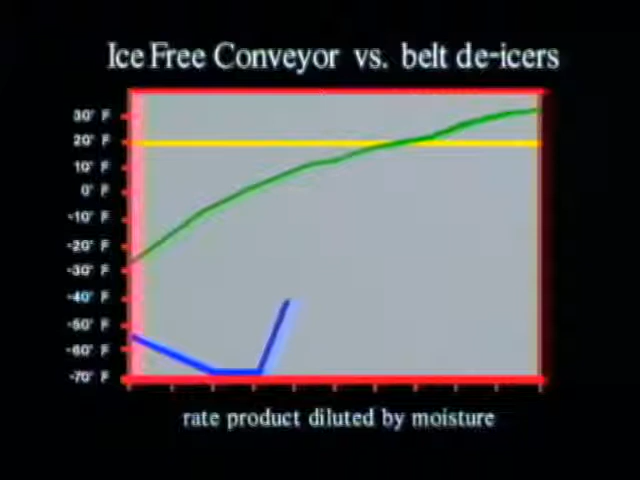 Ice Free Conveyor vs. belt de-icers
30° F
20° F
10° F
0° F
-10° F
-20° F
-30° F
-40° F
-50° F
-60° F
-70° F
rate product diluted by moisture